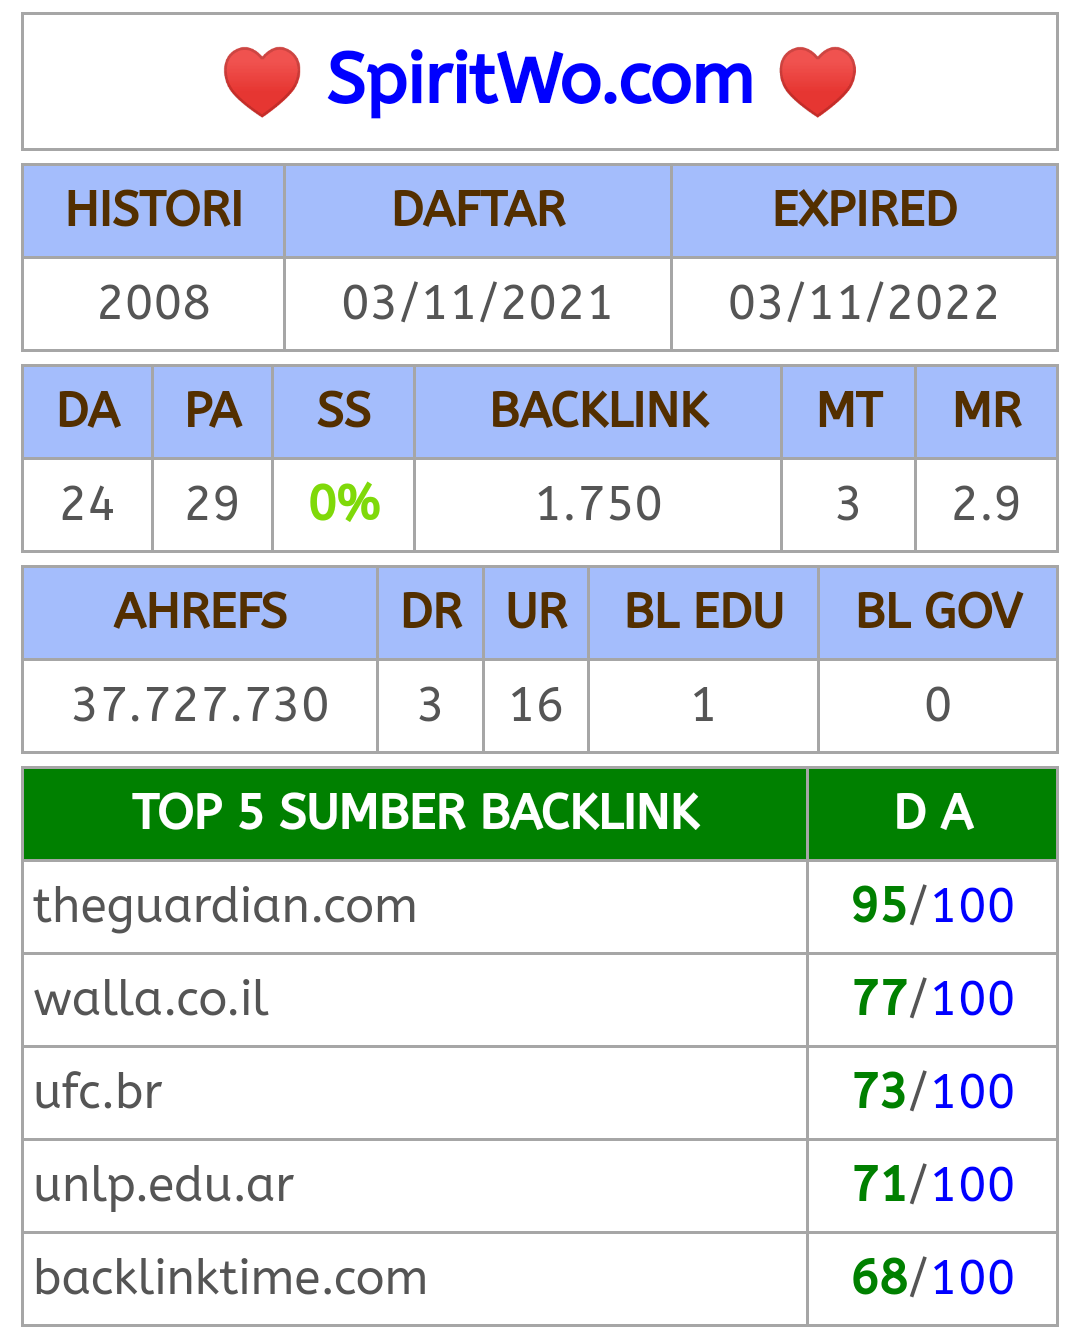 SpiritWo.com
HISTORI DAFTAR EXPIRED
2008 03/11/2021 03/11/2022
DA PA SS BACKLINK MT MR
24 29 0% 1.750 3 2.9
AHREFS DR UR BL EDU BL GOV
37.727.730 3 16 1 0
TOP 5 SUMBER BACKLINK D A
theguardian.com 95/100
walla.co.il 77/100
ufc.br 73/100
unlp.edu.ar 71/100
backlinktime.com 68/100